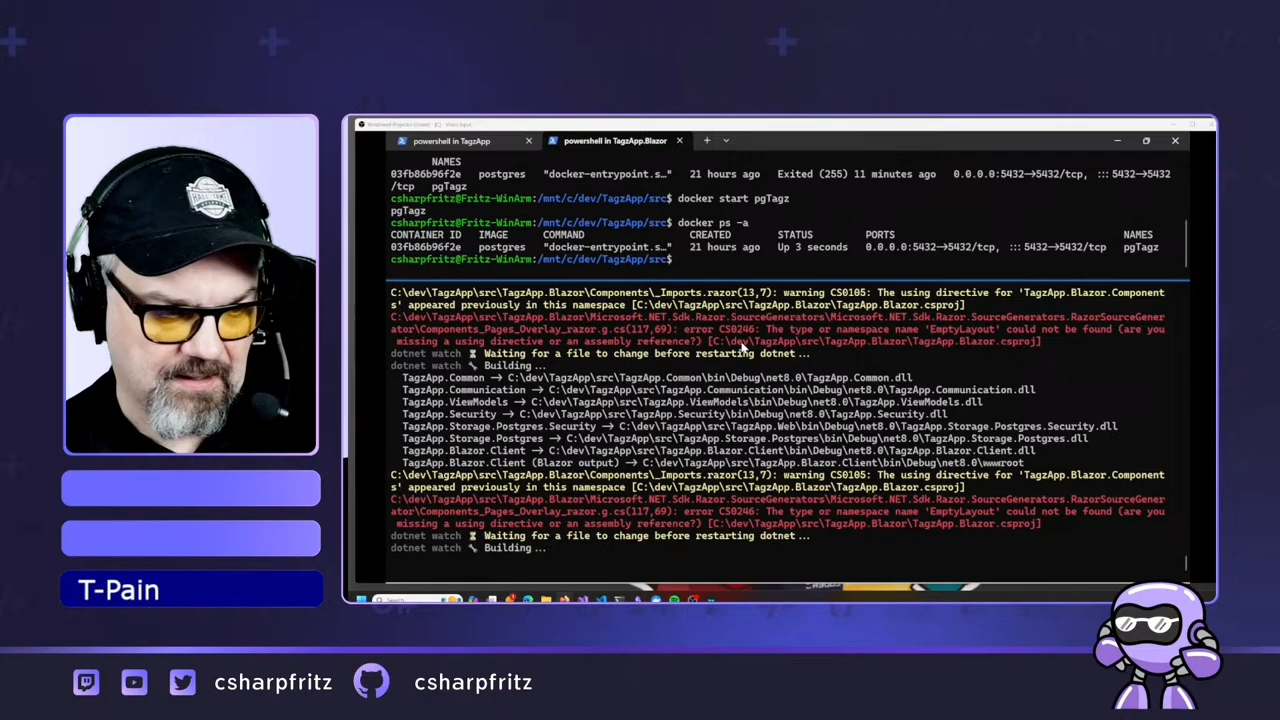 powershell in TagzApp
powershell in TagzApp.Blazor
NAMES
03fb86b96f2e postgres "docker-entrypoint.s…" 21 hours ago Exited (255) 11 minutes ago 0.0.0.0:5432->5432/tcp, :::5432->5432
/tcp pgTagz
csharpfritz@Fritz-WinArm:/mnt/c/dev/TagzApp/src$ docker start pgTagz
pgTagz
csharpfritz@Fritz-WinArm:/mnt/c/dev/TagzApp/src$ docker ps -a
CONTAINER ID IMAGE COMMAND CREATED STATUS PORTS NAMES
03fb86b96f2e postgres "docker-entrypoint.s…" 21 hours ago Up 3 seconds 0.0.0.0:5432->5432/tcp, :::5432->5432/tcp pgTagz
csharpfritz@Fritz-WinArm:/mnt/c/dev/TagzApp/src$
C:\dev\TagzApp\src\TagzApp.Blazor\Components\_Imports.razor(13,7): warning CS0105: The using directive for 'TagzApp.Blazor.Component
s' appeared previously in this namespace [C:\dev\TagzApp\src\TagzApp.Blazor\TagzApp.Blazor.csproj]
C:\dev\TagzApp\src\TagzApp.Blazor\Microsoft.NET.Sdk.Razor.SourceGenerators\Microsoft.NET.Sdk.Razor.SourceGenerators.RazorSourceGener
ator\Components_Pages_Overlay_razor.g.cs(117,69): error CS0246: The type or namespace name 'EmptyLayout' could not be found (are you
missing a using directive or an assembly reference?) [C:\dev\TagzApp\src\TagzApp.Blazor\TagzApp.Blazor.csproj]
dotnet watch ⌛ Waiting for a file to change before restarting dotnet...
dotnet watch 🔧 Building...
TagzApp.Common -> C:\dev\TagzApp\src\TagzApp.Common\bin\Debug\net8.0\TagzApp.Common.dll
TagzApp.Communication -> C:\dev\TagzApp\src\TagzApp.Communication\bin\Debug\net8.0\TagzApp.Communication.dll
TagzApp.ViewModels -> C:\dev\TagzApp\src\TagzApp.ViewModels\bin\Debug\net8.0\TagzApp.ViewModels.dll
TagzApp.Security -> C:\dev\TagzApp\src\TagzApp.Security\bin\Debug\net8.0\TagzApp.Security.dll
TagzApp.Storage.Postgres.Security -> C:\dev\TagzApp\src\TagzApp.Web\bin\Debug\net8.0\TagzApp.Storage.Postgres.Security.dll
TagzApp.Storage.Postgres -> C:\dev\TagzApp\src\TagzApp.Storage.Postgres\bin\Debug\net8.0\TagzApp.Storage.Postgres.dll
TagzApp.Blazor.Client -> C:\dev\TagzApp\src\TagzApp.Blazor.Client\bin\Debug\net8.0\TagzApp.Blazor.Client.dll
TagzApp.Blazor.Client (Blazor output) -> C:\dev\TagzApp\src\TagzApp.Blazor.Client\bin\Debug\net8.0\wwwroot
C:\dev\TagzApp\src\TagzApp.Blazor\Components\_Imports.razor(13,7): warning CS0105: The using directive for 'TagzApp.Blazor.Component
s' appeared previously in this namespace [C:\dev\TagzApp\src\TagzApp.Blazor\TagzApp.Blazor.csproj]
C:\dev\TagzApp\src\TagzApp.Blazor\Microsoft.NET.Sdk.Razor.SourceGenerators\Microsoft.NET.Sdk.Razor.SourceGenerators.RazorSourceGener
ator\Components_Pages_Overlay_razor.g.cs(117,69): error CS0246: The type or namespace name 'EmptyLayout' could not be found (are you
missing a using directive or an assembly reference?) [C:\dev\TagzApp\src\TagzApp.Blazor\TagzApp.Blazor.csproj]
dotnet watch ⌛ Waiting for a file to change before restarting dotnet...
dotnet watch 🔧 Building...
Search
T-Pain
csharpfritz
csharpfritz